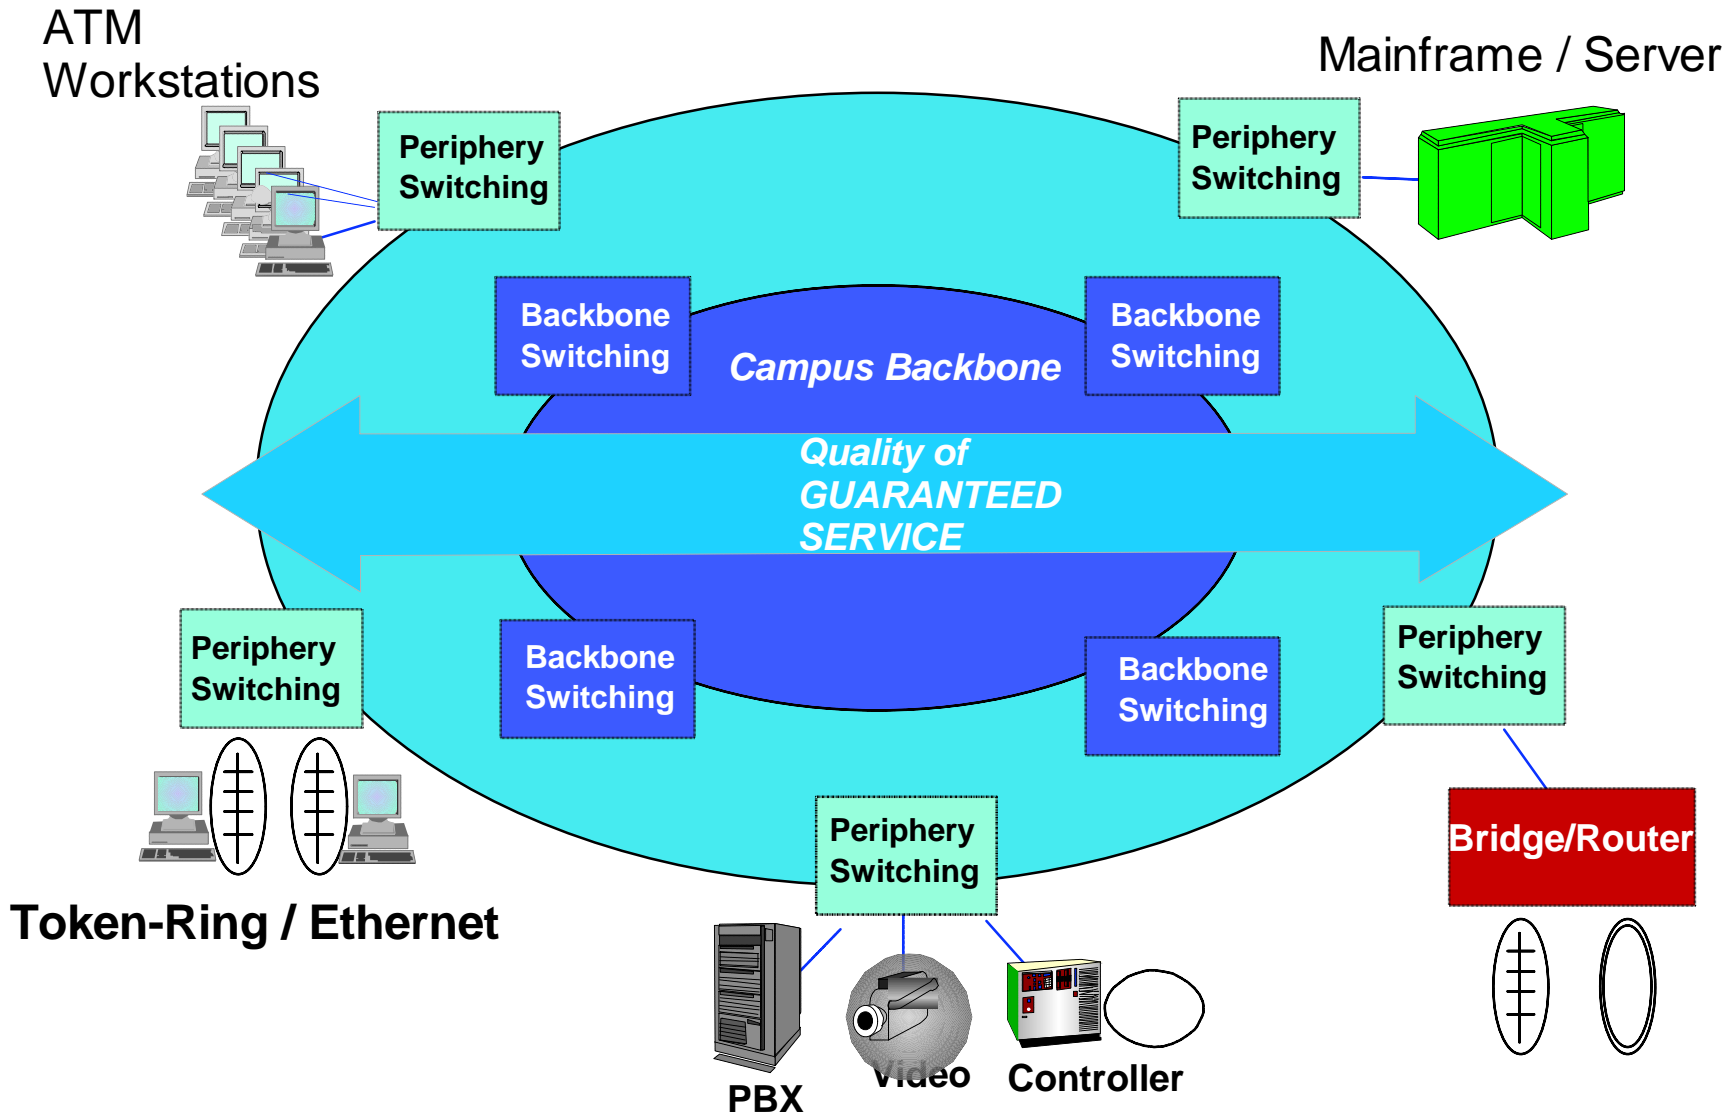 ATM
Workstations
Mainframe / Server
Periphery
Switching
Periphery
Switching
Backbone
Switching
Backbone
Switching
Campus Backbone
Quality of
GUARANTEED
SERVICE
Periphery
Switching
Backbone
Switching
Backbone
Switching
Periphery
Switching
Periphery
Switching
Bridge/Router
Token-Ring / Ethernet
Video
Controller
PBX